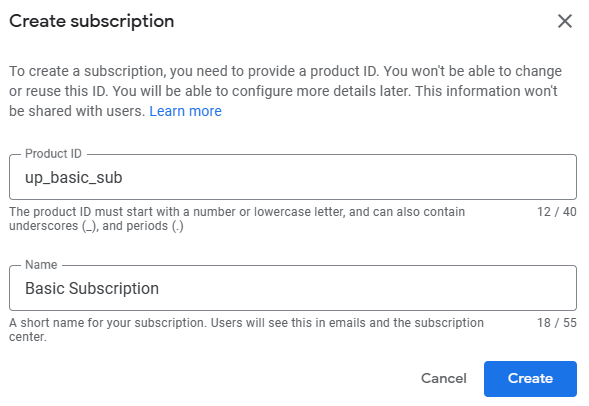 Create subscription
To create a subscription, you need to provide a product ID. You won't be able to change
or reuse this ID. You will be able to configure more details later. This information won't
be shared with users. Learn more
Product ID
up_basic_sub
The product ID must start with a number or lowercase letter, and can also contain 12 / 40
underscores (_), and periods (.)
Name
Basic Subscription
A short name for your subscription. Users will see this in emails and the subscription 18 / 55
center.
Cancel Create